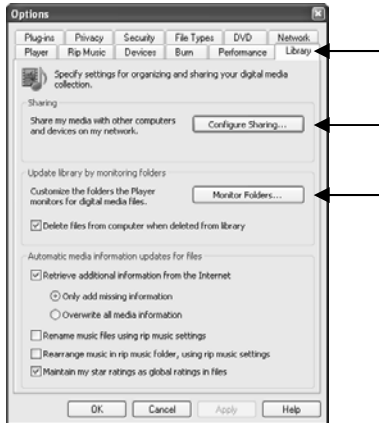 Options
Plug-ins Privacy Security File Types DVD Network
Player Rip Music Devices Burn Performance Library
Specify settings for organizing and sharing your digital media
collection.
Sharing
Share my media with other computers
and devices on my network.
Configure Sharing...
Update library by monitoring folders
Customize the folders the Player
monitors for digital media files.
Monitor Folders...
Delete files from computer when deleted from library
Automatic media information updates for files
Retrieve additional information from the Internet
Only add missing information
Overwrite all media information
Rename music files using rip music settings
Rearrange music in rip music folder, using rip music settings
Maintain my star ratings as global ratings in files
OK Cancel Apply Help